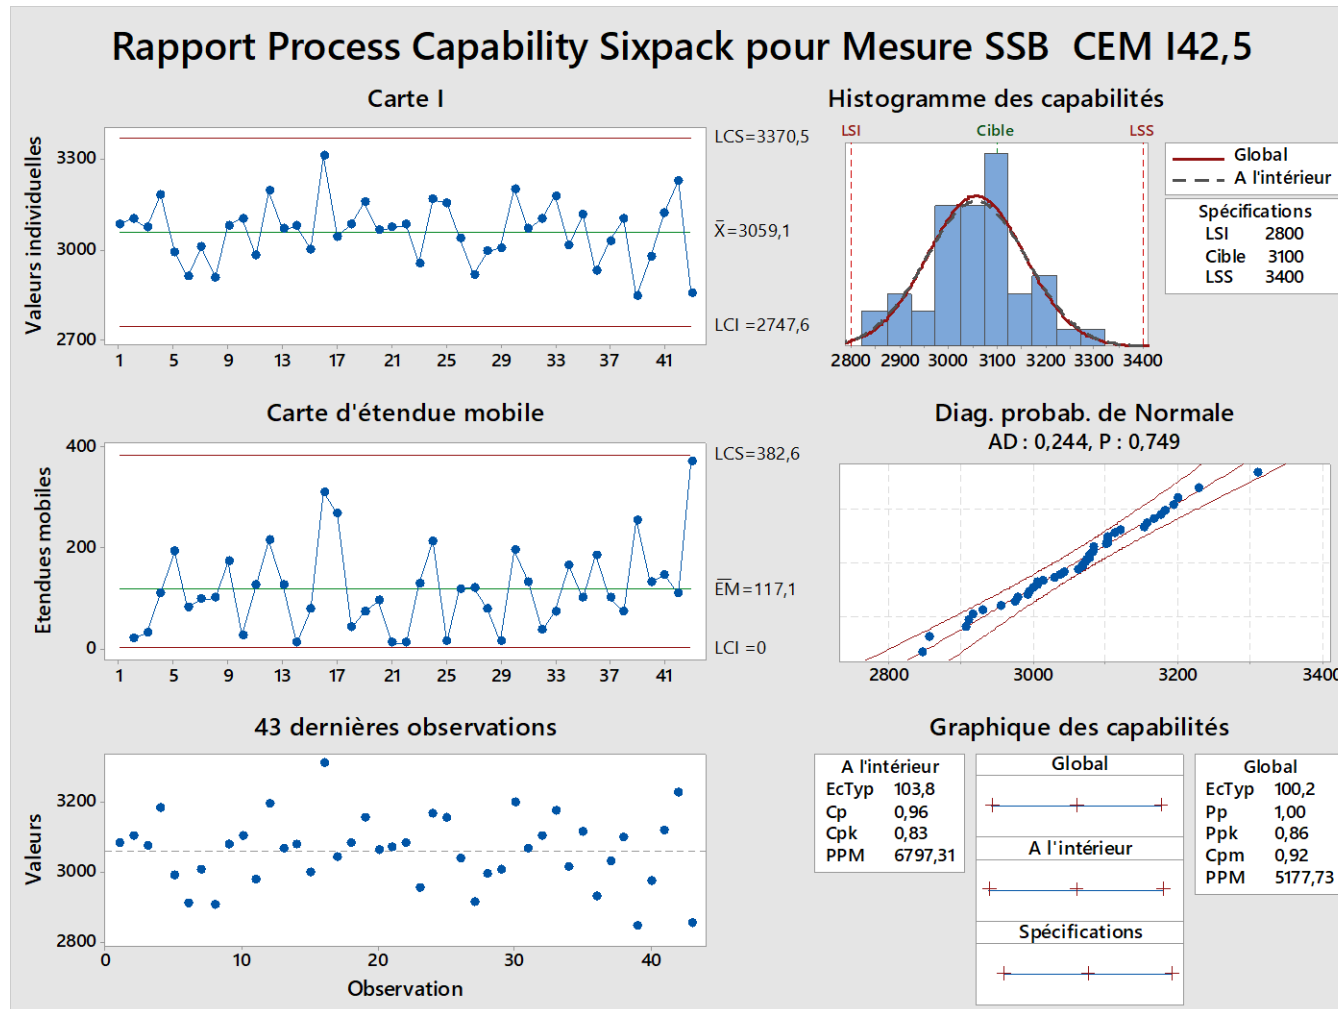 Rapport Process Capability Sixpack pour Mesure SSB CEM I42,5
Carte I
Valeurs individuelles
3300
3000
2700
1 5 9 13 17 21 25 29 33 37 41
LCS=3370,5
X̄=3059,1
LCI =2747,6
Histogramme des capabilités
LSI Cible LSS
2800 2900 3000 3100 3200 3300 3400
Global
A l'intérieur
Spécifications
LSI 2800
Cible 3100
LSS 3400
Carte d'étendue mobile
Etendues mobiles
400
200
0
1 5 9 13 17 21 25 29 33 37 41
LCS=382,6
E̅M̅=117,1
LCI =0
Diag. probab. de Normale
AD : 0,244, P : 0,749
2800 3000 3200 3400
43 dernières observations
Valeurs
3200
3000
2800
0 10 20 30 40
Observation
Graphique des capabilités
A l'intérieur
EcTyp 103,8
Cp 0,96
Cpk 0,83
PPM 6797,31
Global
A l'intérieur
Spécifications
Global
EcTyp 100,2
Pp 1,00
Ppk 0,86
Cpm 0,92
PPM 5177,73